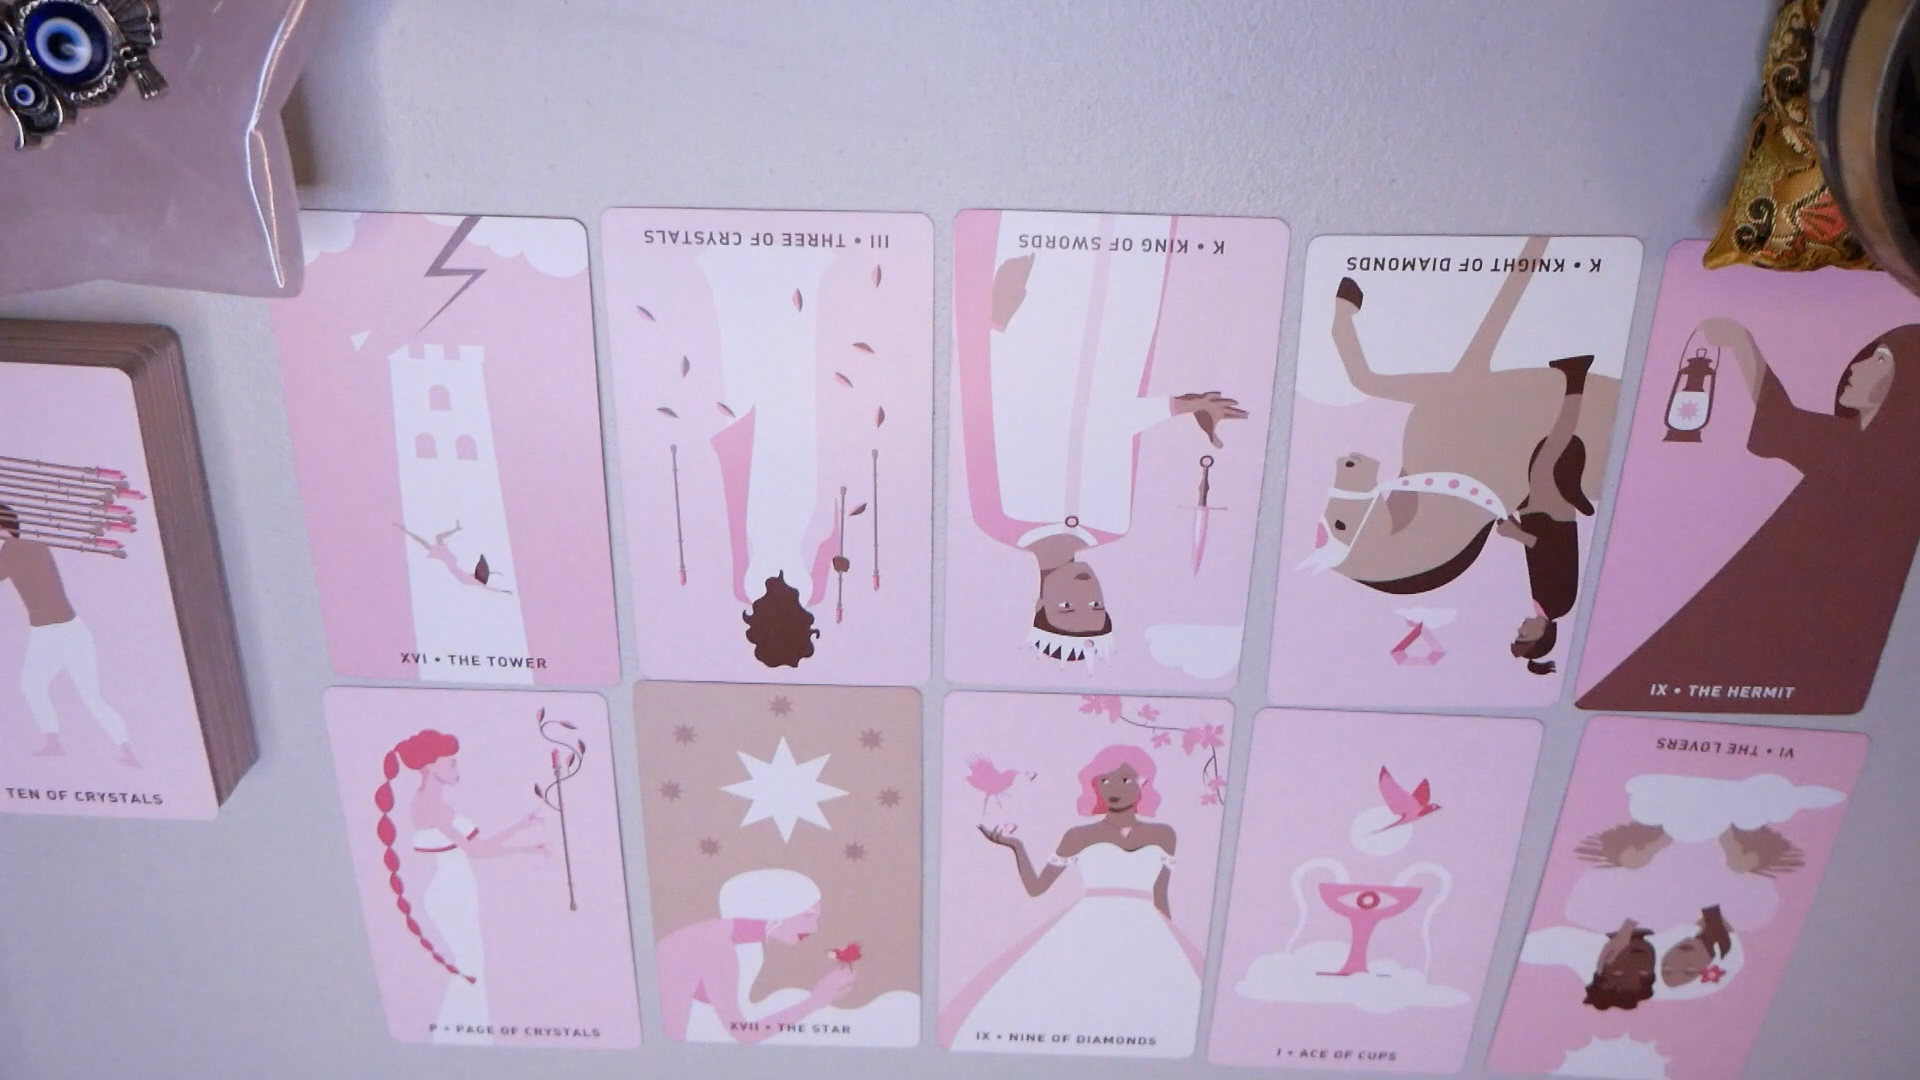 III • THREE OF CRYSTALS
K • KING OF SWORDS
K • KNIGHT OF DIAMONDS
XVI • THE TOWER
IX • THE HERMIT
VI • THE LOVERS
TEN OF CRYSTALS
P • PAGE OF CRYSTALS
XVII • THE STAR
IX • NINE OF DIAMONDS
I • ACE OF CUPS